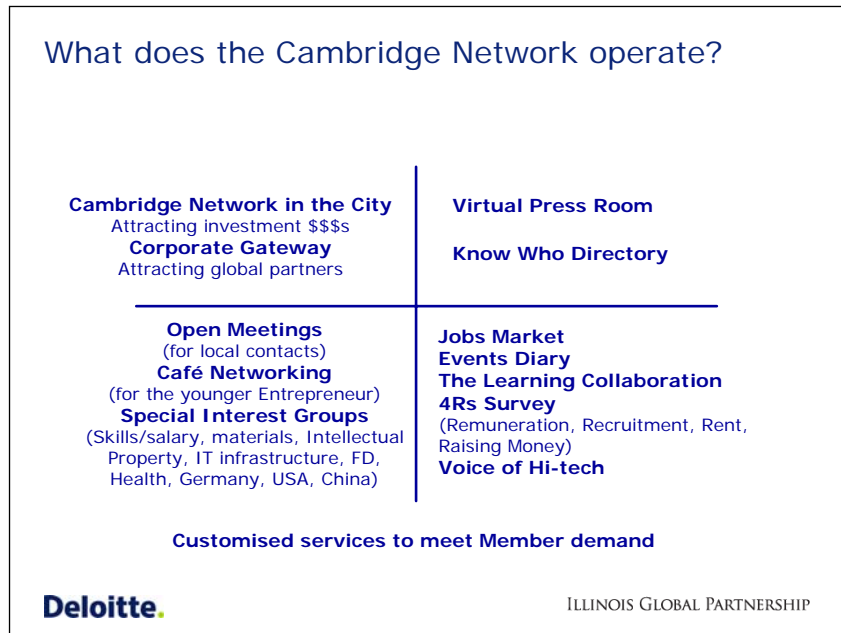 What does the Cambridge Network operate?
Cambridge Network in the City
Attracting investment $$$s
Corporate Gateway
Attracting global partners
Virtual Press Room
Know Who Directory
Open Meetings
(for local contacts)
Café Networking
(for the younger Entrepreneur)
Special Interest Groups
(Skills/salary, materials, Intellectual
Property, IT infrastructure, FD,
Health, Germany, USA, China)
Jobs Market
Events Diary
The Learning Collaboration
4Rs Survey
(Remuneration, Recruitment, Rent,
Raising Money)
Voice of Hi-tech
Customised services to meet Member demand
Deloitte.
ILLINOIS GLOBAL PARTNERSHIP